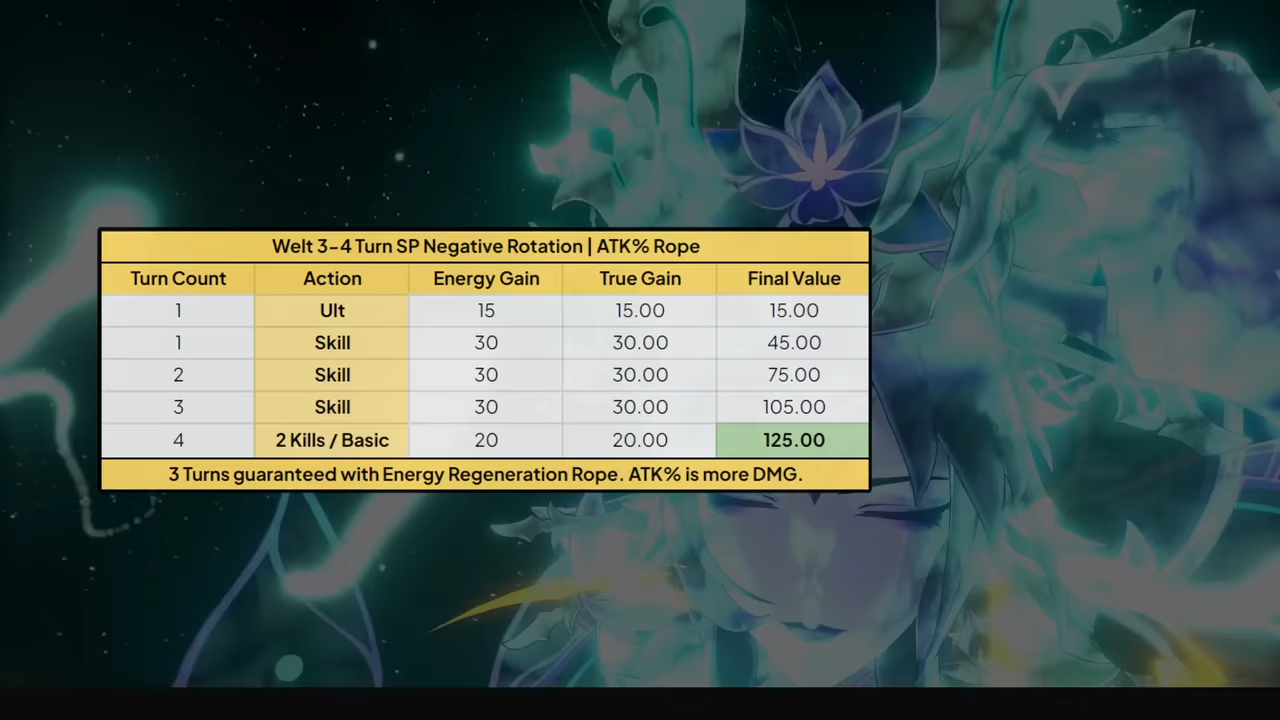 Welt 3-4 Turn SP Negative Rotation | ATK% Rope
Turn Count Action Energy Gain True Gain Final Value
1 Ult 15 15.00 15.00
1 Skill 30 30.00 45.00
2 Skill 30 30.00 75.00
3 Skill 30 30.00 105.00
4 2 Kills / Basic 20 20.00 125.00
3 Turns guaranteed with Energy Regeneration Rope. ATK% is more DMG.